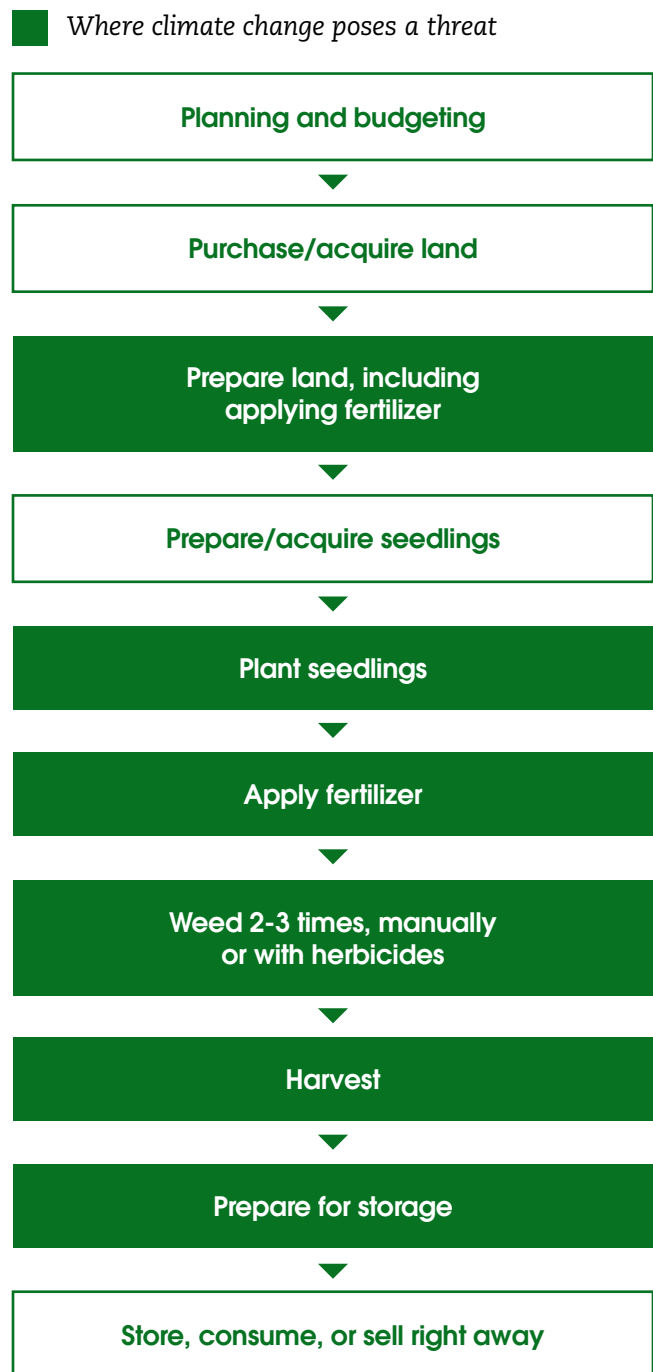 Where climate change poses a threat
Planning and budgeting
Purchase/acquire land
Prepare land, including
applying fertilizer
Prepare/acquire seedlings
Plant seedlings
Apply fertilizer
Weed 2-3 times, manually
or with herbicides
Harvest
Prepare for storage
Store, consume, or sell right away